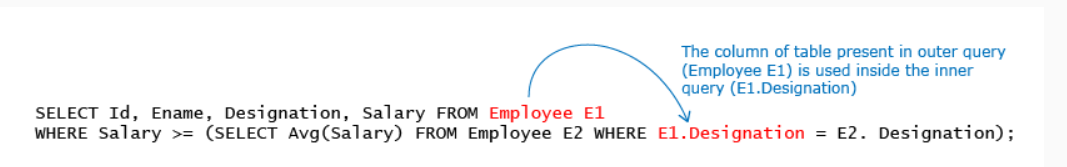 The column of table present in outer query
(Employee E1) is used inside the inner
query (E1.Designation)
SELECT Id, Ename, Designation, Salary FROM Employee E1
WHERE Salary >= (SELECT Avg(Salary) FROM Employee E2 WHERE E1.Designation = E2. Designation);